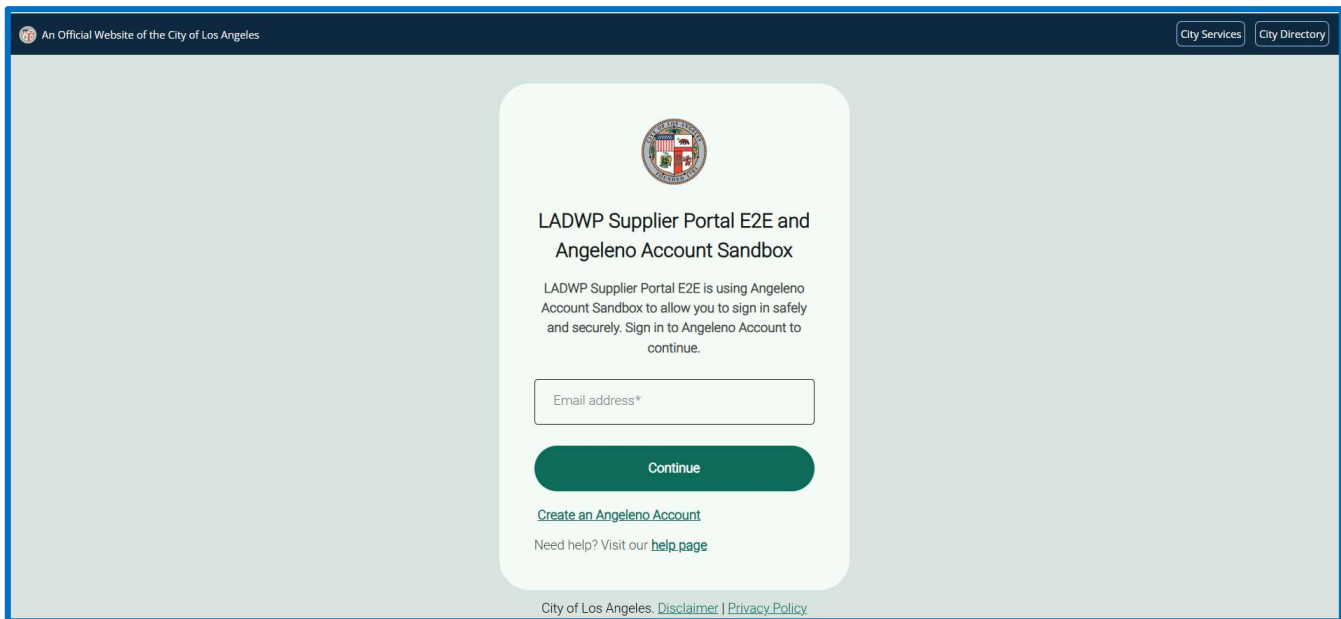 An Official Website of the City of Los Angeles
City Services
City Directory
LADWP Supplier Portal E2E and
Angeleno Account Sandbox
LADWP Supplier Portal E2E is using Angeleno
Account Sandbox to allow you to sign in safely
and securely. Sign in to Angeleno Account to
continue.
Email address*
Continue
Create an Angeleno Account
Need help? Visit our help page
City of Los Angeles. Disclaimer | Privacy Policy